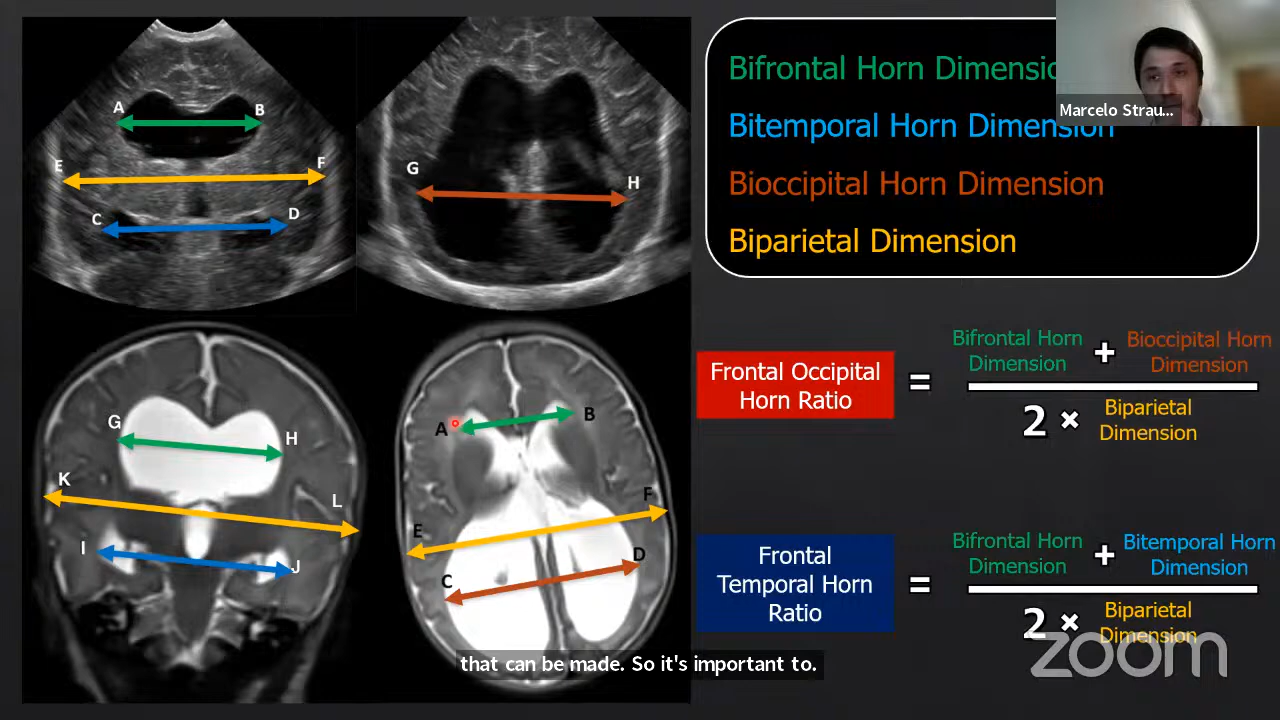 A
B
E
F
C
D
G
H
G
H
K
L
I
J
A
B
F
E
D
C
Bifrontal Horn Dimensio
Bitemporal Horn Dimension
Bioccipital Horn Dimension
Biparietal Dimension
Marcelo Strau...
Frontal Occipital
Horn Ratio
=
Bifrontal Horn
Dimension
+
Bioccipital Horn
Dimension
2 ×
Biparietal
Dimension
Frontal
Temporal Horn
Ratio
=
Bifrontal Horn
Dimension
+
Bitemporal Horn
Dimension
2 ×
Biparietal
Dimension
that can be made. So it's important to.
zoom